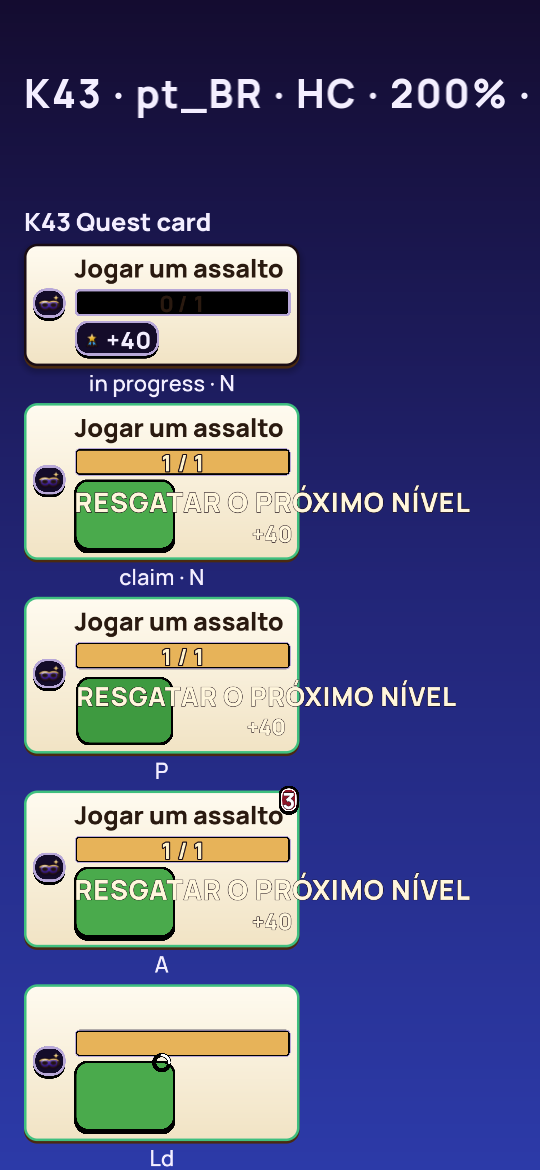 K43 · pt_BR · HC · 200% ·
K43 Quest card
Jogar um assalto
0 / 1
+40
in progress · N
Jogar um assalto
1 / 1
RESGATAR O PRÓXIMO NÍVEL
+40
claim · N
Jogar um assalto
1 / 1
RESGATAR O PRÓXIMO NÍVEL
+40
P
3
Jogar um assalto
1 / 1
RESGATAR O PRÓXIMO NÍVEL
+40
A
Ld